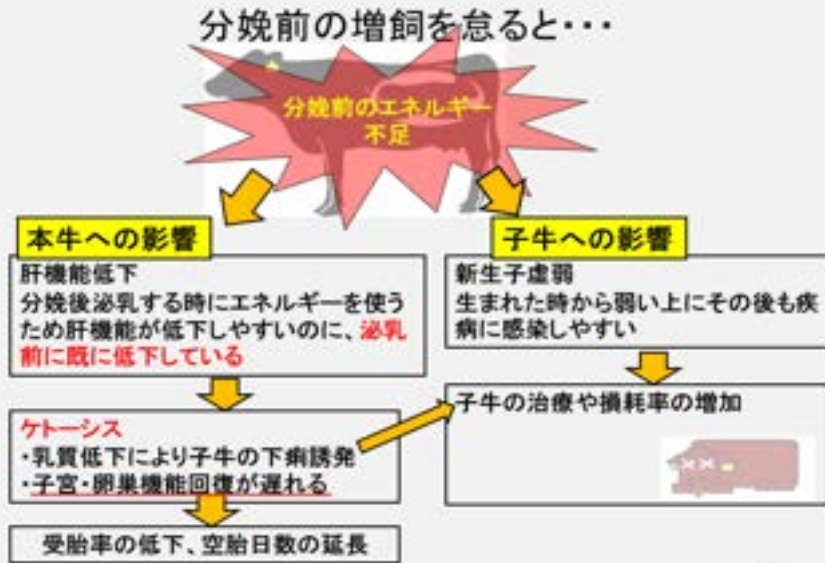 分娩前の増飼を怠ると・・・
分娩前のエネルギー
不足
本牛への影響
肝機能低下
分娩後泌乳する時にエネルギーを使う
ため肝機能が低下しやすいのに、泌乳
前に既に低下している
ケトーシス
・乳質低下により子牛の下痢誘発
・子宮・卵巣機能回復が遅れる
受胎率の低下、空胎日数の延長
子牛への影響
新生子虚弱
生まれた時から弱い上にその後も疾
病に感染しやすい
子牛の治療や損耗率の増加